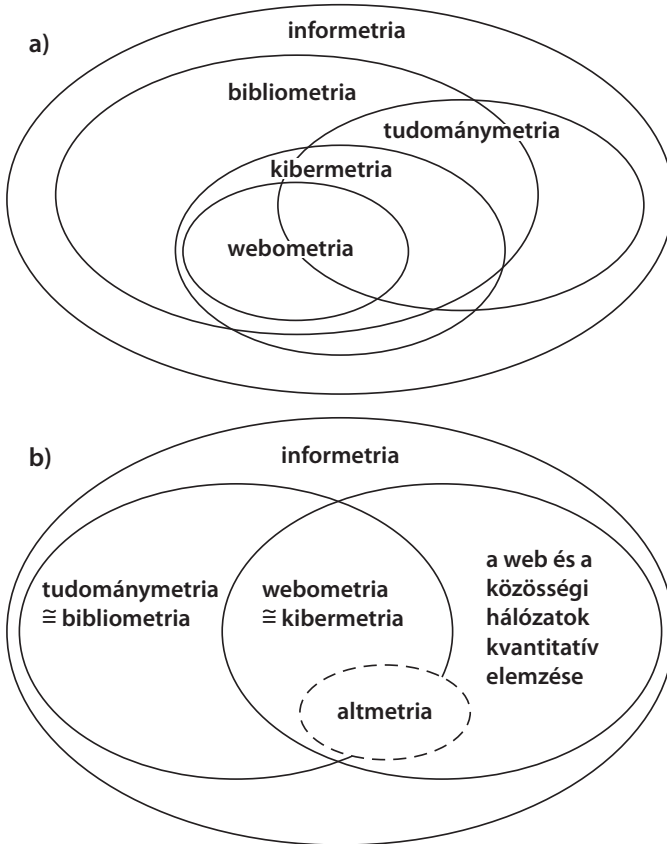 a)
informetria
bibliometria
tudománymetria
kibermetria
webometria
b)
informetria
tudománymetria
≅ bibliometria
webometria
≅ kibermetria
a web és a
közösségi
hálózatok
kvantitatív
elemzése
altmetria